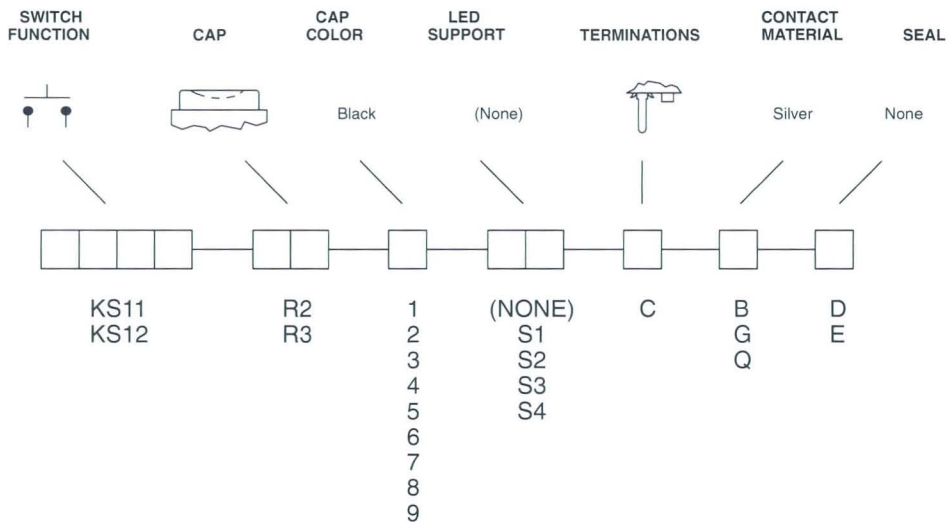 SWITCH FUNCTION
CAP
CAP COLOR
LED SUPPORT
TERMINATIONS
CONTACT MATERIAL
SEAL
Black
(None)
Silver
None
KS11
KS12
R2
R3
1
2
3
4
5
6
7
8
9
(NONE)
S1
S2
S3
S4
C
B
G
Q
D
E